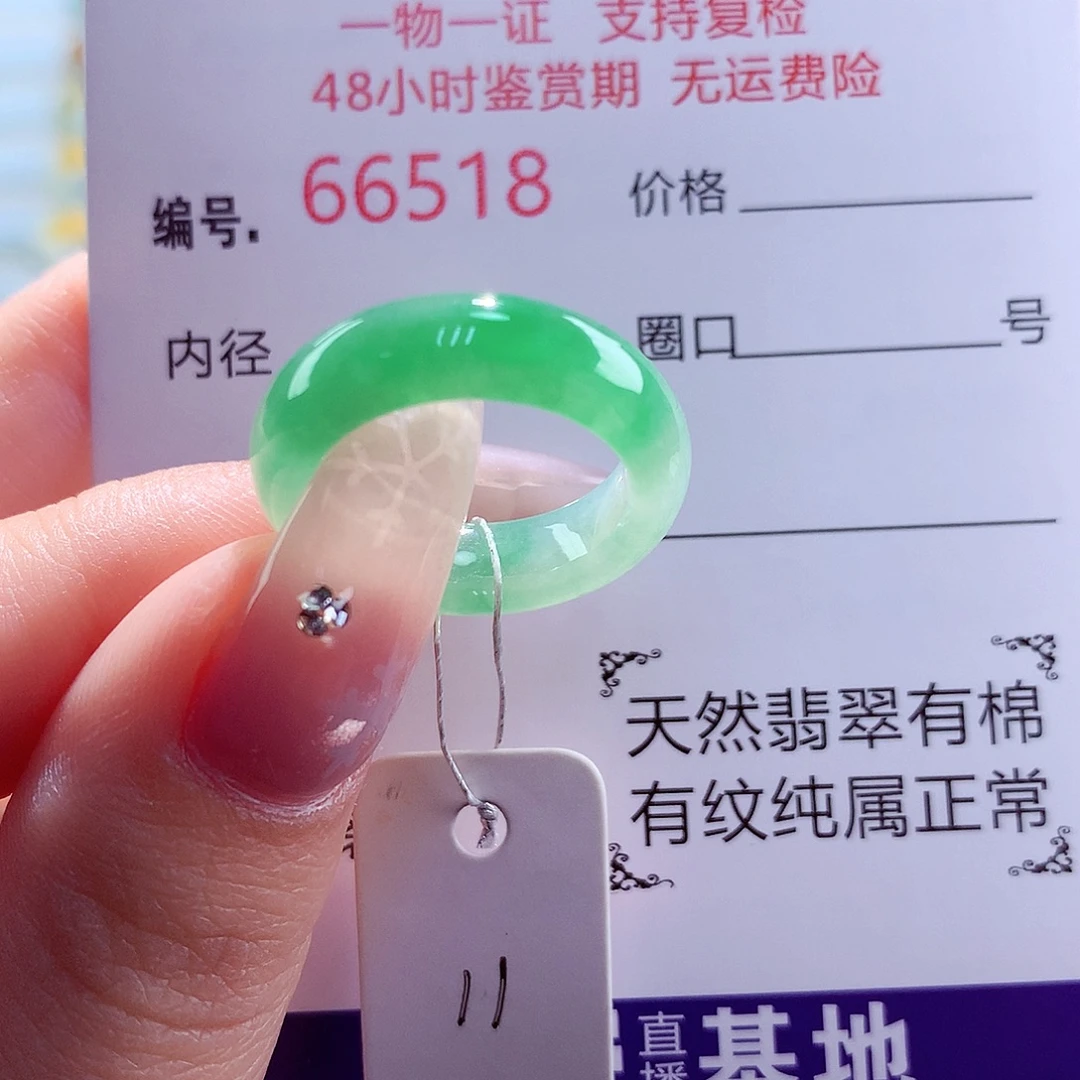 一物一证 支持复检
48小时鉴赏期 无运费险
编号. 66518 价格
内径 圈口 号
天然翡翠有棉
有纹纯属正常
11
直播 基地